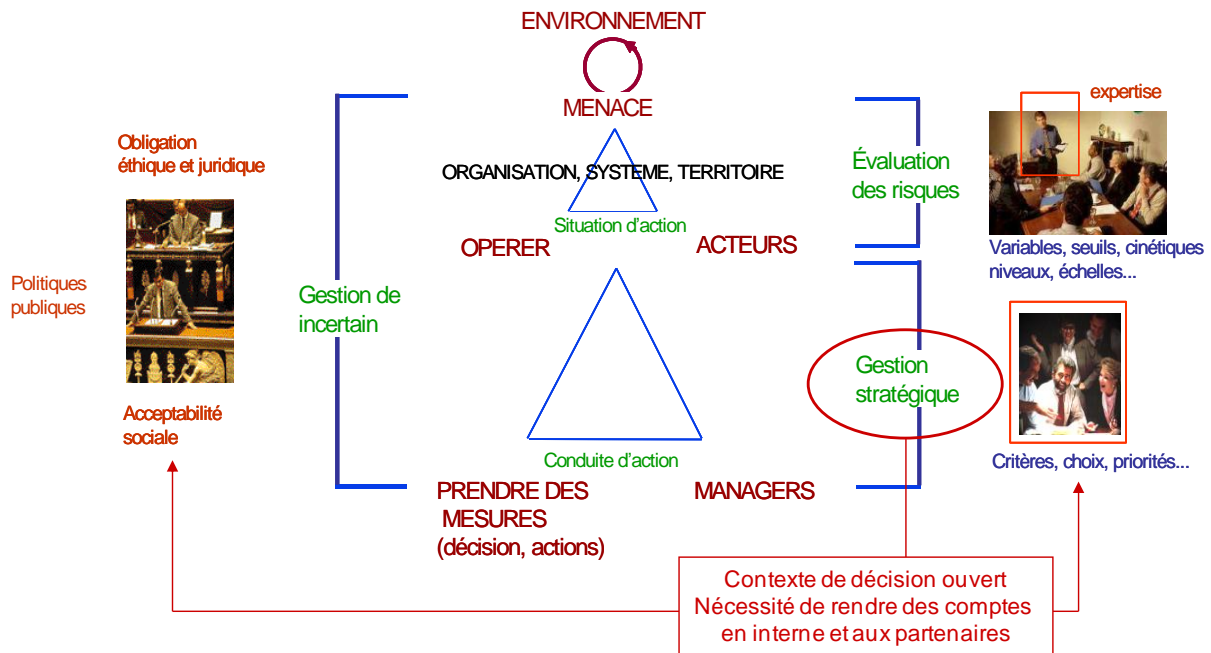 ENVIRONNEMENT
MENACE
expertise
Obligation
éthique et juridique
ORGANISATION, SYSTEME, TERRITOIRE
Évaluation
des risques
Situation d'action
OPERER
ACTEURS
Variables, seuils, cinétiques
niveaux, échelles...
Politiques
publiques
Gestion de
incertain
Gestion
stratégique
Acceptabilité
sociale
Conduite d'action
Critères, choix, priorités...
PRENDRE DES
MESURES
(décision, actions)
MANAGERS
Contexte de décision ouvert
Nécessité de rendre des comptes
en interne et aux partenaires